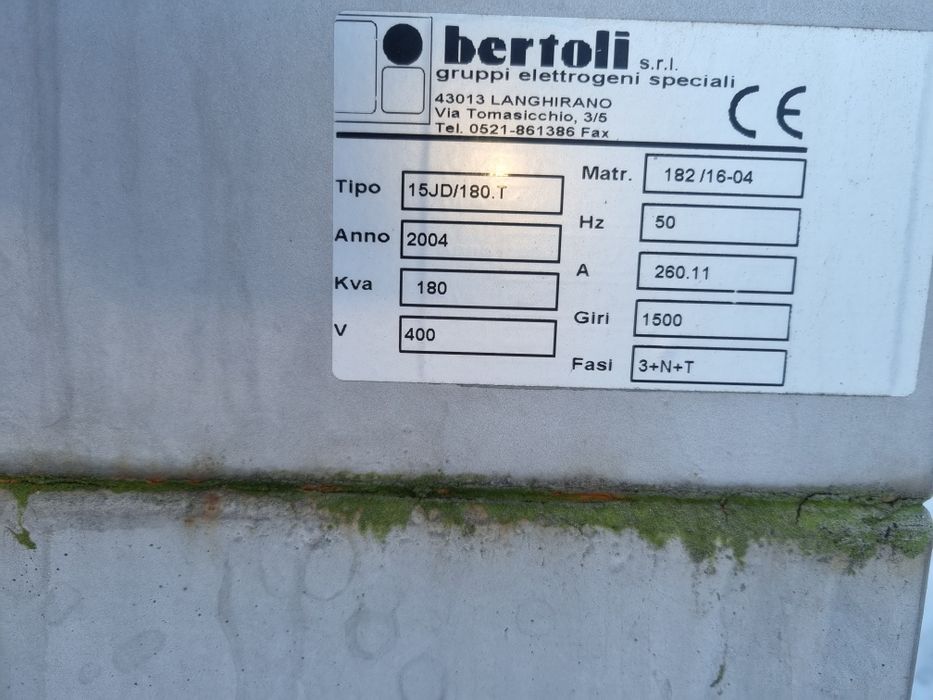 bertoli s.r.l.
gruppi elettrogeni speciali
43013 LANGHIRANO
Via Tomasicchio, 3/5
Tel. 0521-861386 Fax
CE
Tipo 15JD/180.T
Matr. 182 /16-04
Anno 2004
Hz 50
Kva 180
A 260.11
V 400
Giri 1500
Fasi 3+N+T